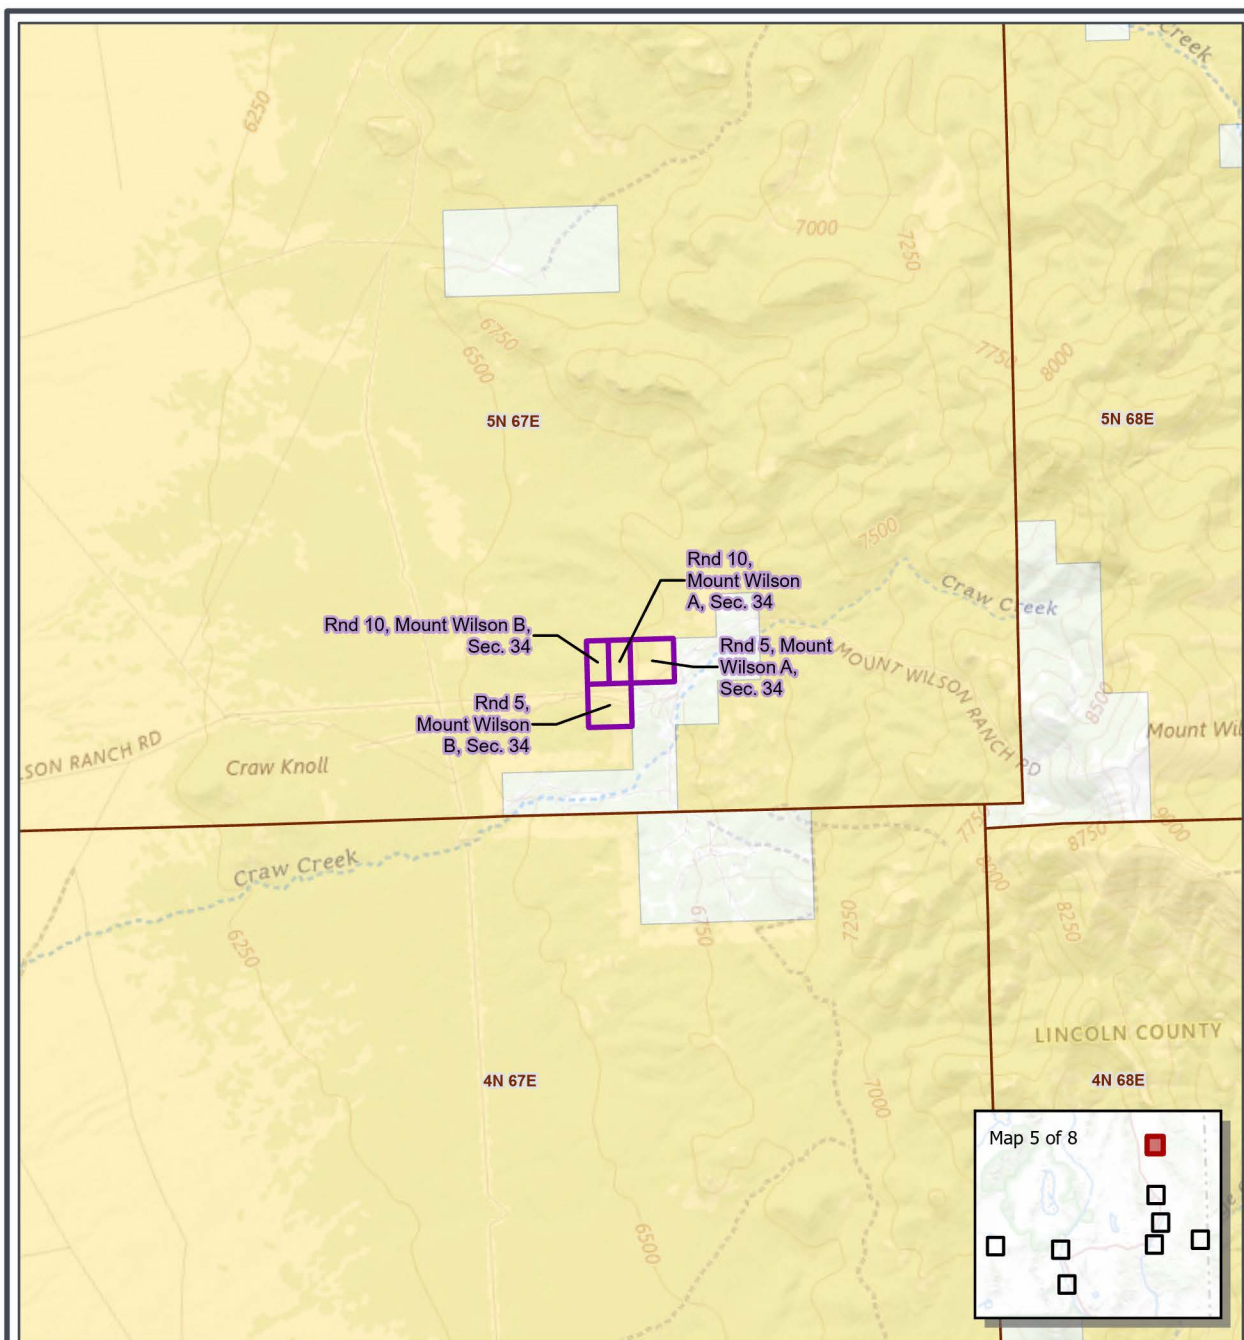 Creek
6250
7000
7250
6750
6500
7750
8000
5N 67E
5N 68E
7500
Rnd 10,
Mount Wilson
A, Sec. 34
Craw Creek
Rnd 10, Mount Wilson B,
Sec. 34
Rnd 5, Mount
Wilson A,
Sec. 34
MOUNT WILSON RANCH RD
8500
Rnd 5,
Mount Wilson
B, Sec. 34
LSON RANCH RD
Craw Knoll
Mount Wil
7750
8750
9000
8000
Craw Creek
6750
7250
8250
6250
LINCOLN COUNTY
4N 67E
4N 68E
7000
Map 5 of 8
6500